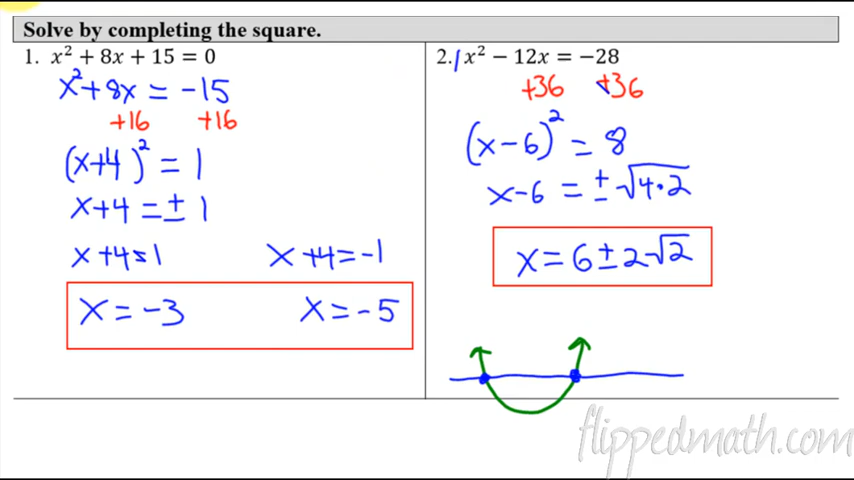 Solve by completing the square.
1. x² + 8x + 15 = 0
x² + 8x = -15
+16 +16
(x+4)² = 1
x+4 = ± 1
x+4=1 x+4=-1
x = -3 x = -5
2. 1x² − 12x = −28
+36 +36
(x-6)² = 8
x-6 = ±√4·2
x = 6 ± 2√2
flippedmath.com